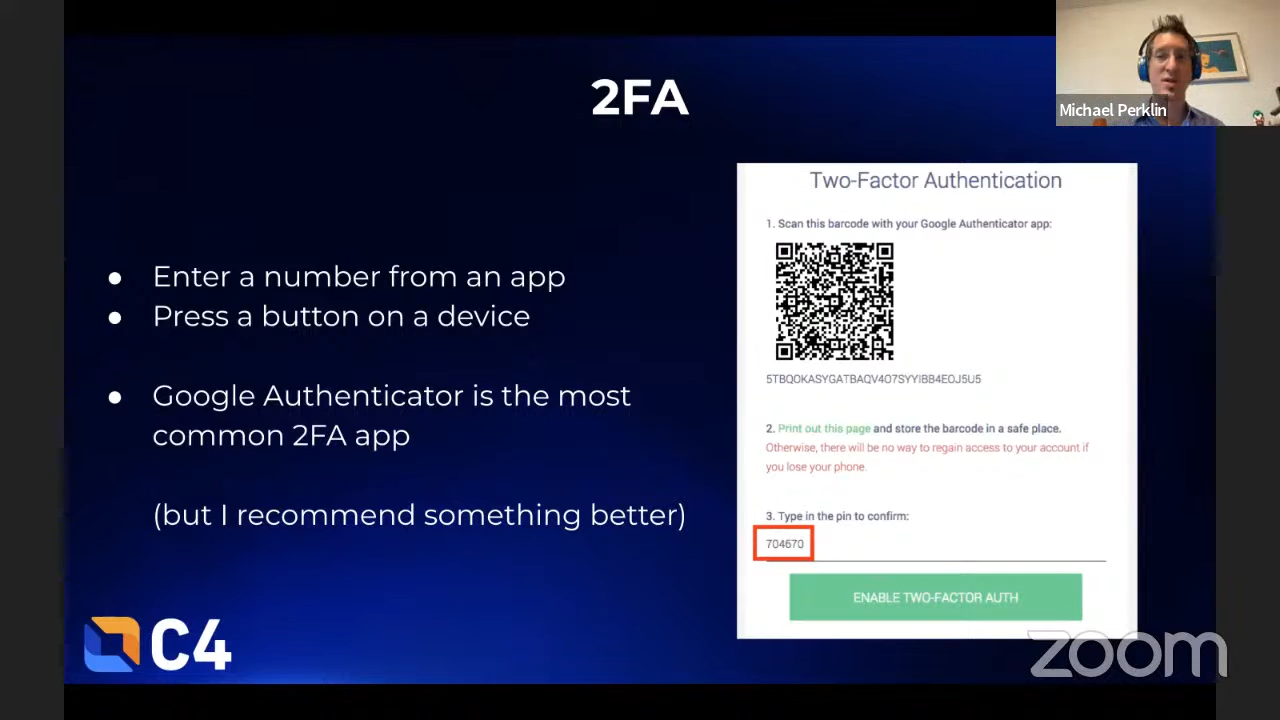 2FA
Michael Perklin
● Enter a number from an app
● Press a button on a device
● Google Authenticator is the most
common 2FA app
(but I recommend something better)
Two-Factor Authentication
1. Scan this barcode with your Google Authenticator app:
5TBQOKASYGATBAQV4O7SYYIBB4EOJ5U5
2. Print out this page and store the barcode in a safe place.
Otherwise, there will be no way to regain access to your account if
you lose your phone.
3. Type in the pin to confirm:
704670
ENABLE TWO-FACTOR AUTH
C4
zoom